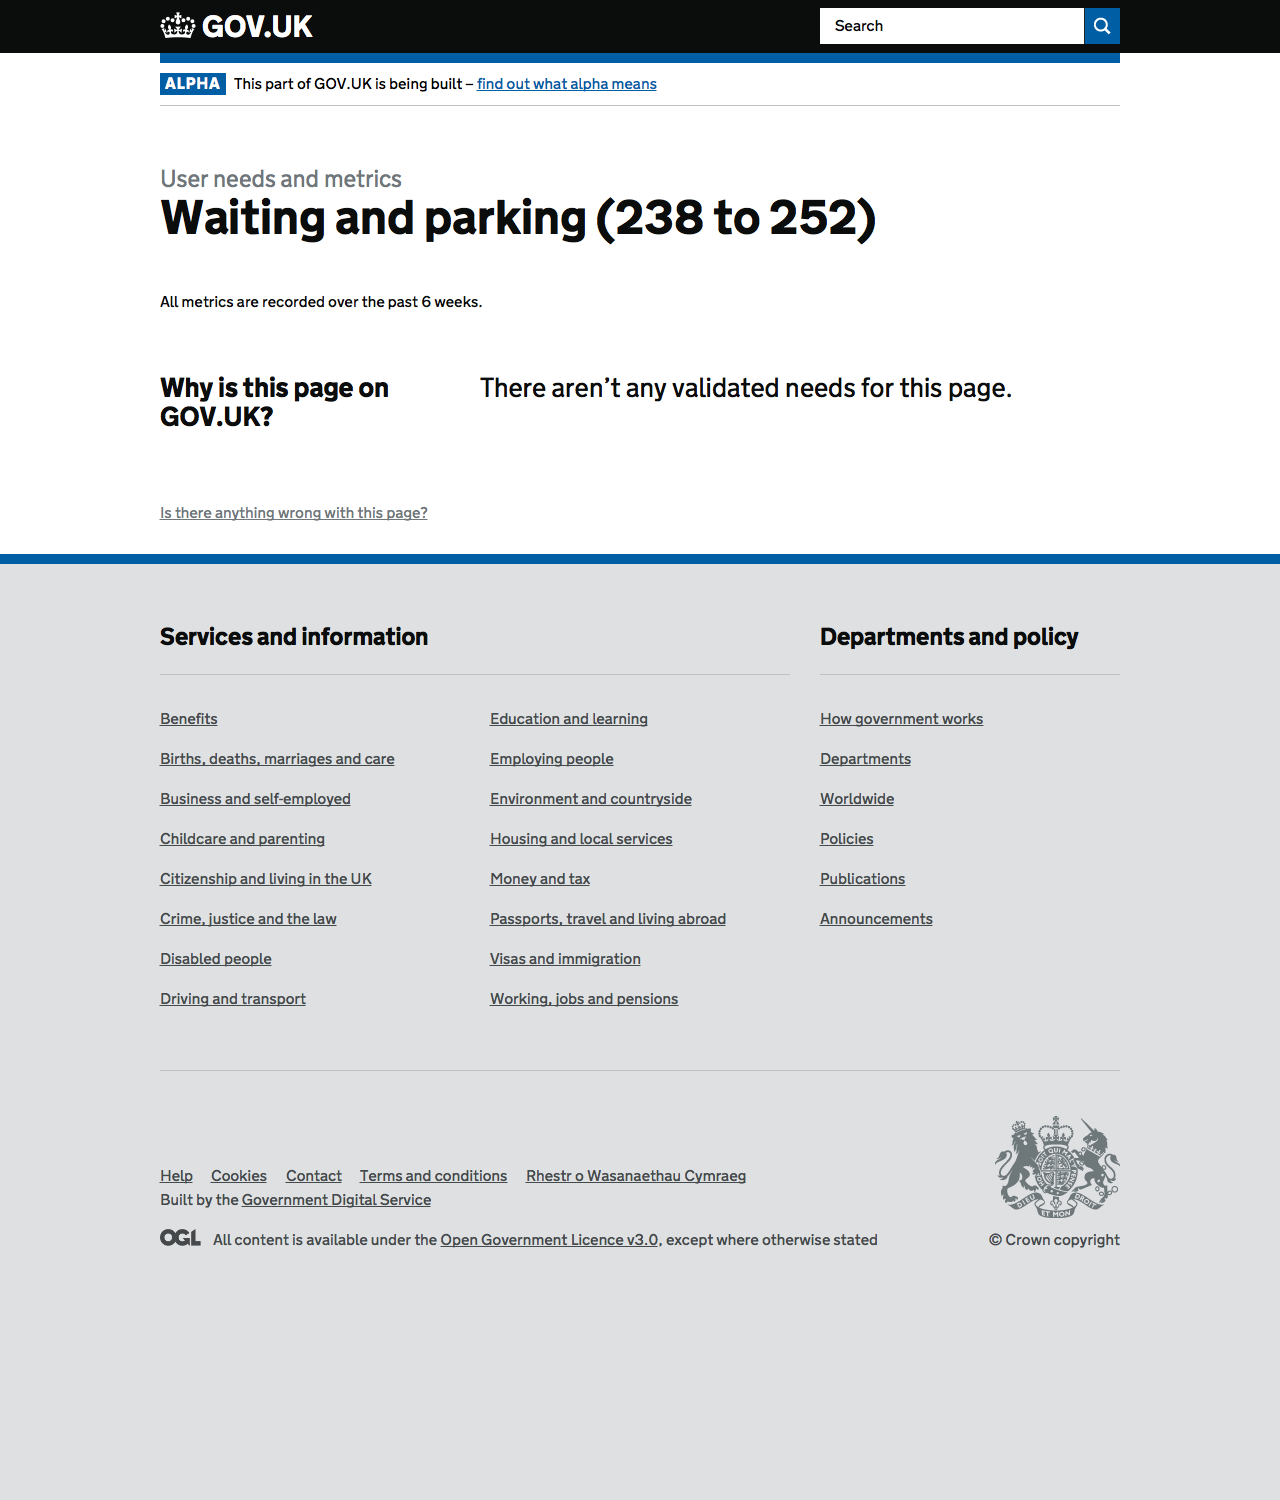 GOV.UK
Search
ALPHA This part of GOV.UK is being built – find out what alpha means
User needs and metrics
Waiting and parking (238 to 252)
All metrics are recorded over the past 6 weeks.
Why is this page on
GOV.UK?
There aren’t any validated needs for this page.
Is there anything wrong with this page?
Services and information
Benefits
Births, deaths, marriages and care
Business and self-employed
Childcare and parenting
Citizenship and living in the UK
Crime, justice and the law
Disabled people
Driving and transport
Education and learning
Employing people
Environment and countryside
Housing and local services
Money and tax
Passports, travel and living abroad
Visas and immigration
Working, jobs and pensions
Departments and policy
How government works
Departments
Worldwide
Policies
Publications
Announcements
Help Cookies Contact Terms and conditions Rhestr o Wasanaethau Cymraeg
Built by the Government Digital Service
OGL All content is available under the Open Government Licence v3.0, except where otherwise stated
DIEU ET MON DROIT
© Crown copyright